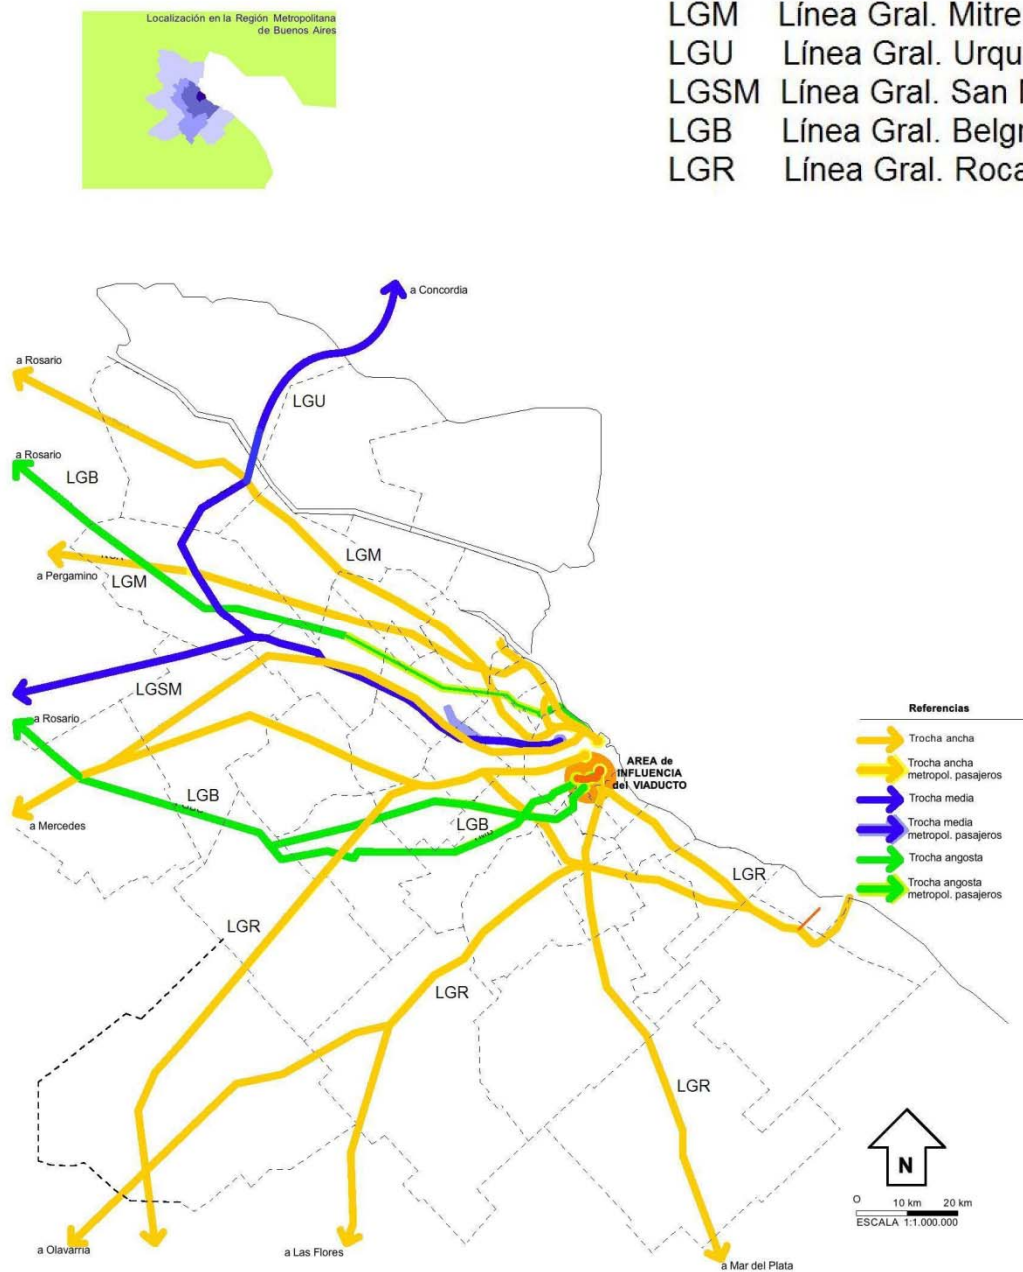 Localización en la Región Metropolitana
de Buenos Aires
LGM Línea Gral. Mitre
LGU Línea Gral. Urqu
LGSM Línea Gral. San
LGB Línea Gral. Belgr
LGR Línea Gral. Roca
a Concordia
a Rosario
LGU
a Rosario
LGB
LGM
a Pergamino
LGM
LGSM
a Rosario
LGB
a Mercedes
LGB
AREA de
INFLUENCIA
del VIADUCTO
LGR
LGR
LGR
LGR
a Olavarria
a Las Flores
a Mar del Plata
Referencias
Trocha ancha
Trocha ancha
metropol. pasajeros
Trocha media
Trocha media
metropol. pasajeros
Trocha angosta
Trocha angosta
metropol. pasajeros
N
O 10 km 20 km
ESCALA 1:1.000.000